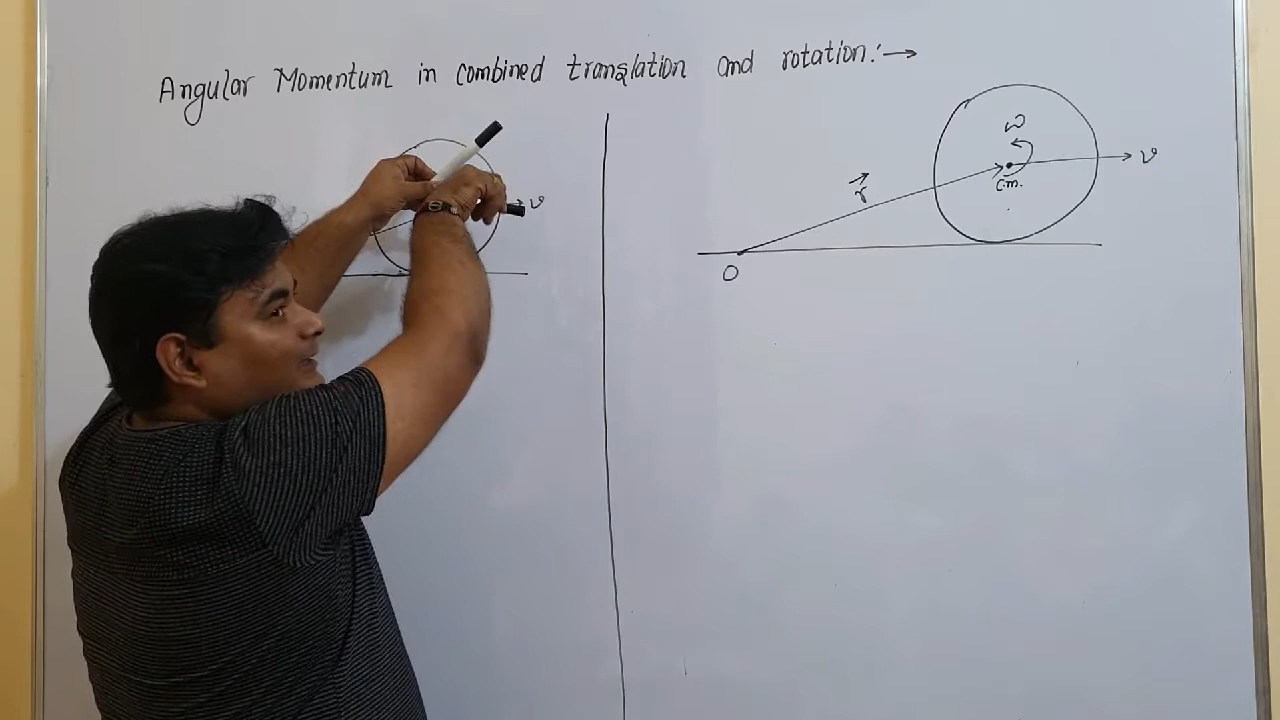 Angular Momentum in combined translation and rotation:→
v
ω
v
r⃗
c.m.
O